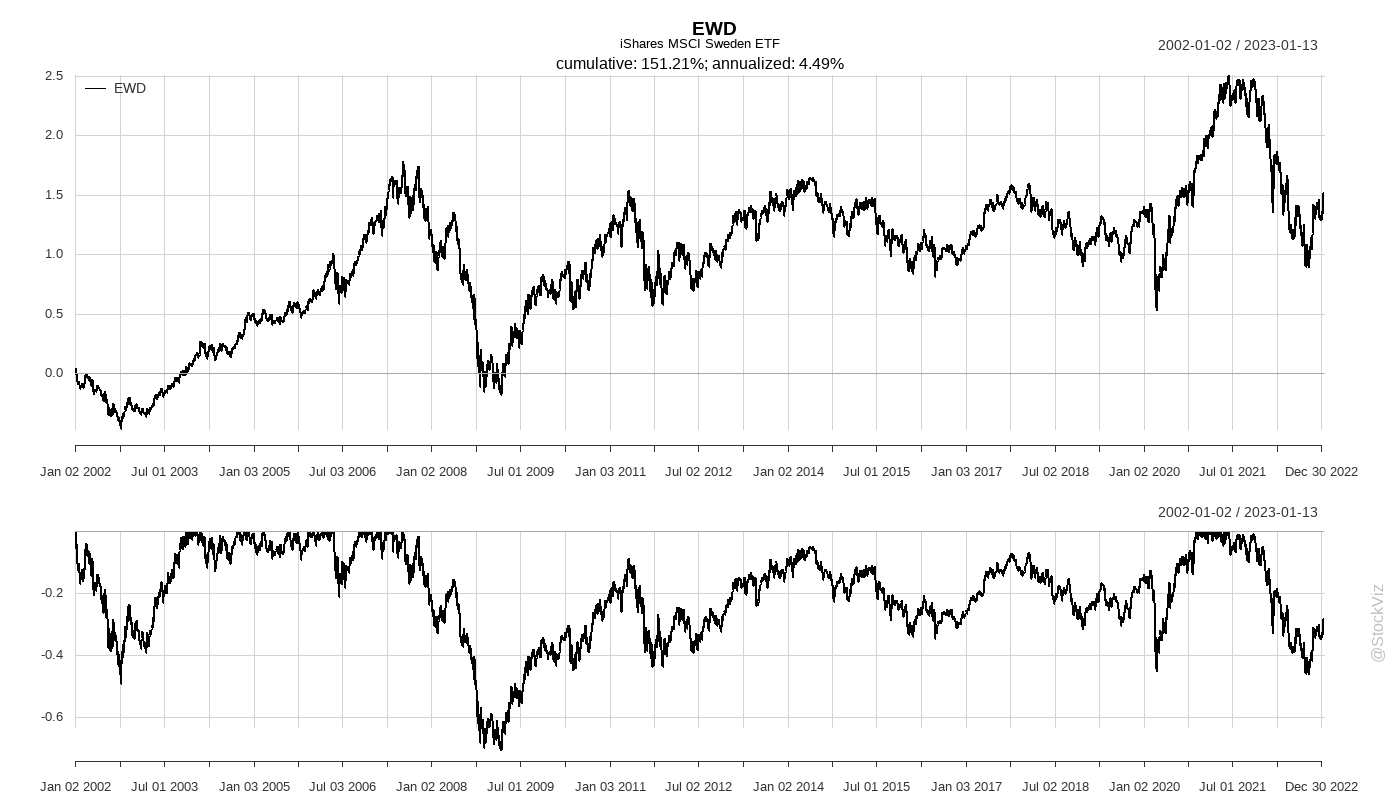 EWD
iShares MSCI Sweden ETF
cumulative: 151.21%; annualized: 4.49%
2002-01-02 / 2023-01-13
EWD
2.5
2.0
1.5
1.0
0.5
0.0
Jan 02 2002 Jul 01 2003 Jan 03 2005 Jul 03 2006 Jan 02 2008 Jul 01 2009 Jan 03 2011 Jul 02 2012 Jan 02 2014 Jul 01 2015 Jan 03 2017 Jul 02 2018 Jan 02 2020 Jul 01 2021 Dec 30 2022
2002-01-02 / 2023-01-13
-0.2
-0.4
-0.6
Jan 02 2002 Jul 01 2003 Jan 03 2005 Jul 03 2006 Jan 02 2008 Jul 01 2009 Jan 03 2011 Jul 02 2012 Jan 02 2014 Jul 01 2015 Jan 03 2017 Jul 02 2018 Jan 02 2020 Jul 01 2021 Dec 30 2022
@StockViz